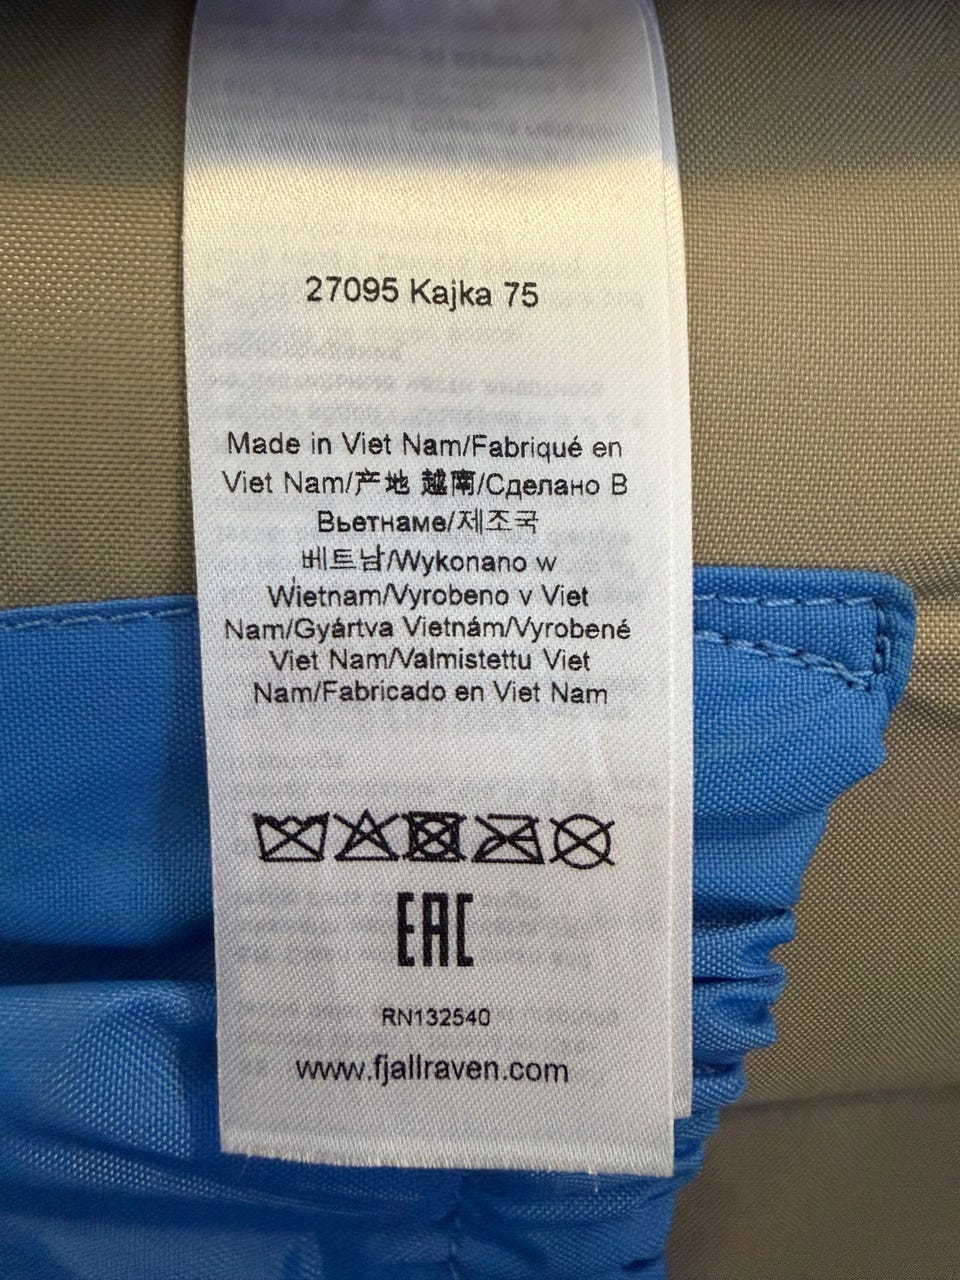 27095 Kajka 75
Made in Viet Nam/Fabriqué en
Viet Nam/产地 越南/Сделано В
Вьетнаме/제조국
베트남/Wykonano w
Wietnam/Vyrobeno v Viet
Nam/Gyártva Vietnám/Vyrobené
Viet Nam/Valmistettu Viet
Nam/Fabricado en Viet Nam
EAC
RN132540
www.fjallraven.com